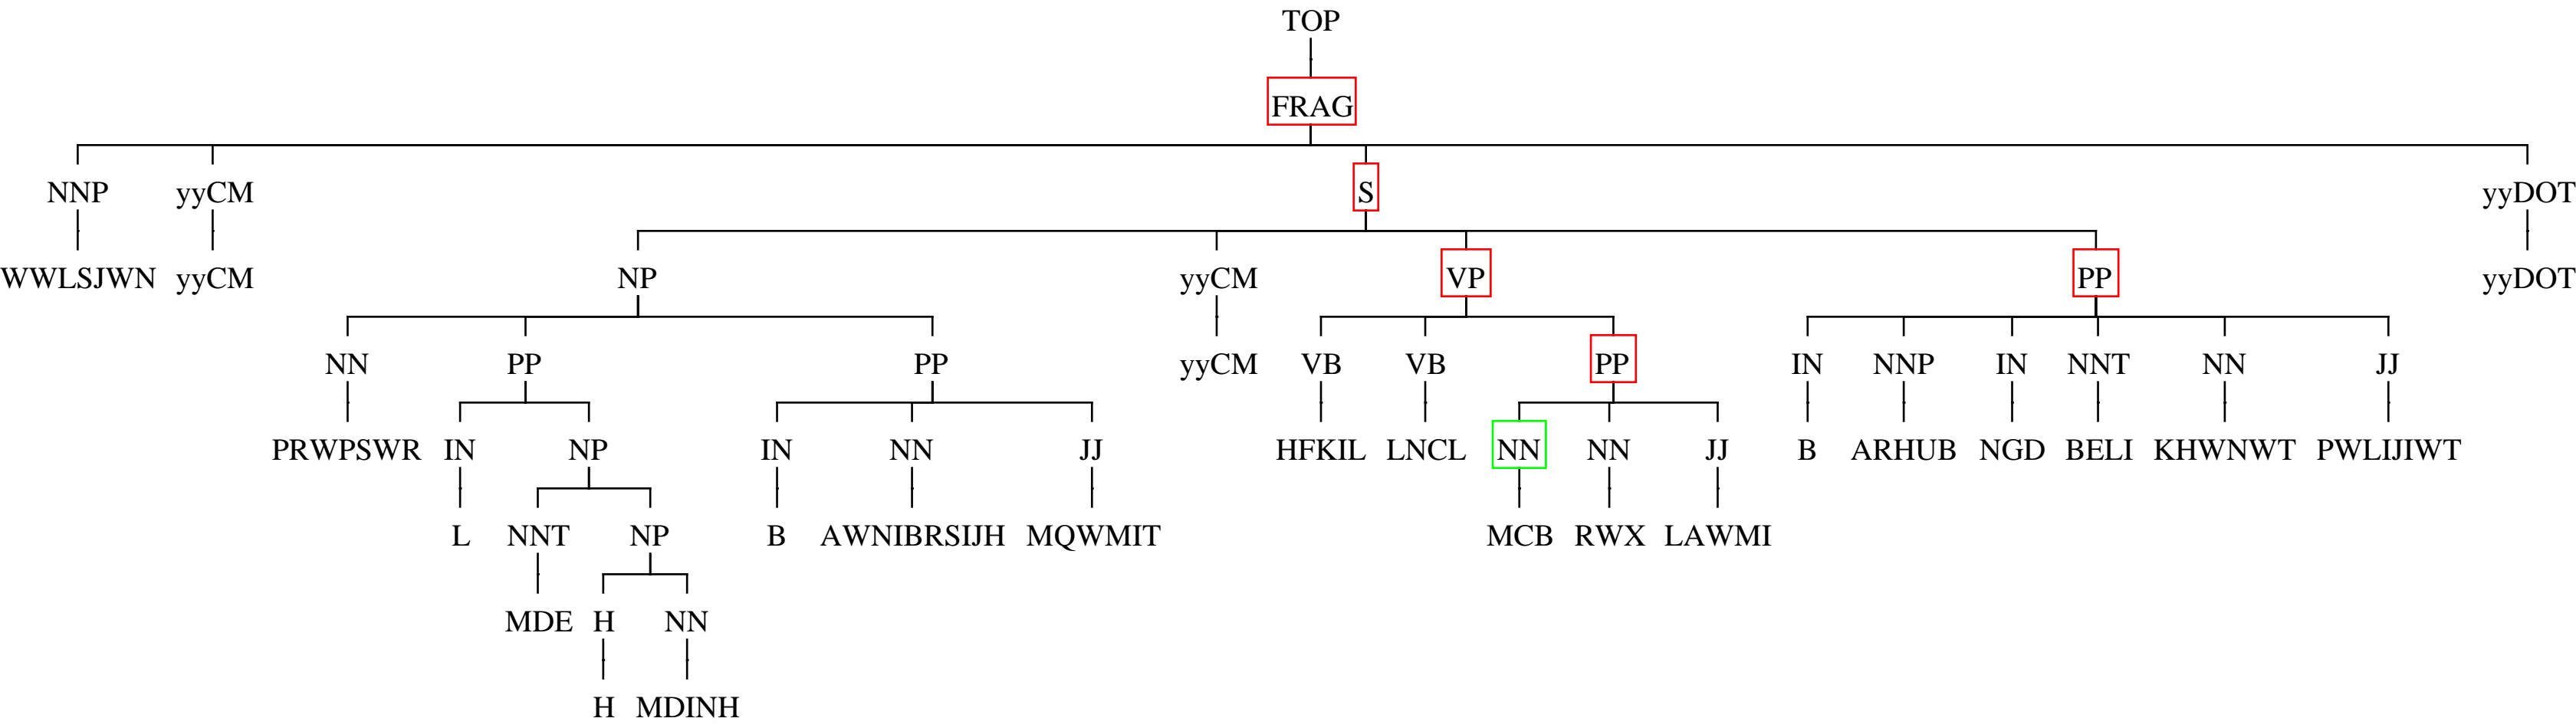 TOP
FRAG
NNP yyCM S yyDOT
WWLSJWN yyCM NP yyCM VP PP yyDOT
NN PP PP yyCM VB VB PP IN NNP IN NNT NN JJ
PRWPSWR IN NP IN NN JJ HFKIL LNCL NN NN JJ B ARHUB NGD BELI KHWNWT PWLIJIWT
L NNT NP B AWNIBRSIJH MQWMIT MCB RWX LAWMI
MDE H NN
H MDINH